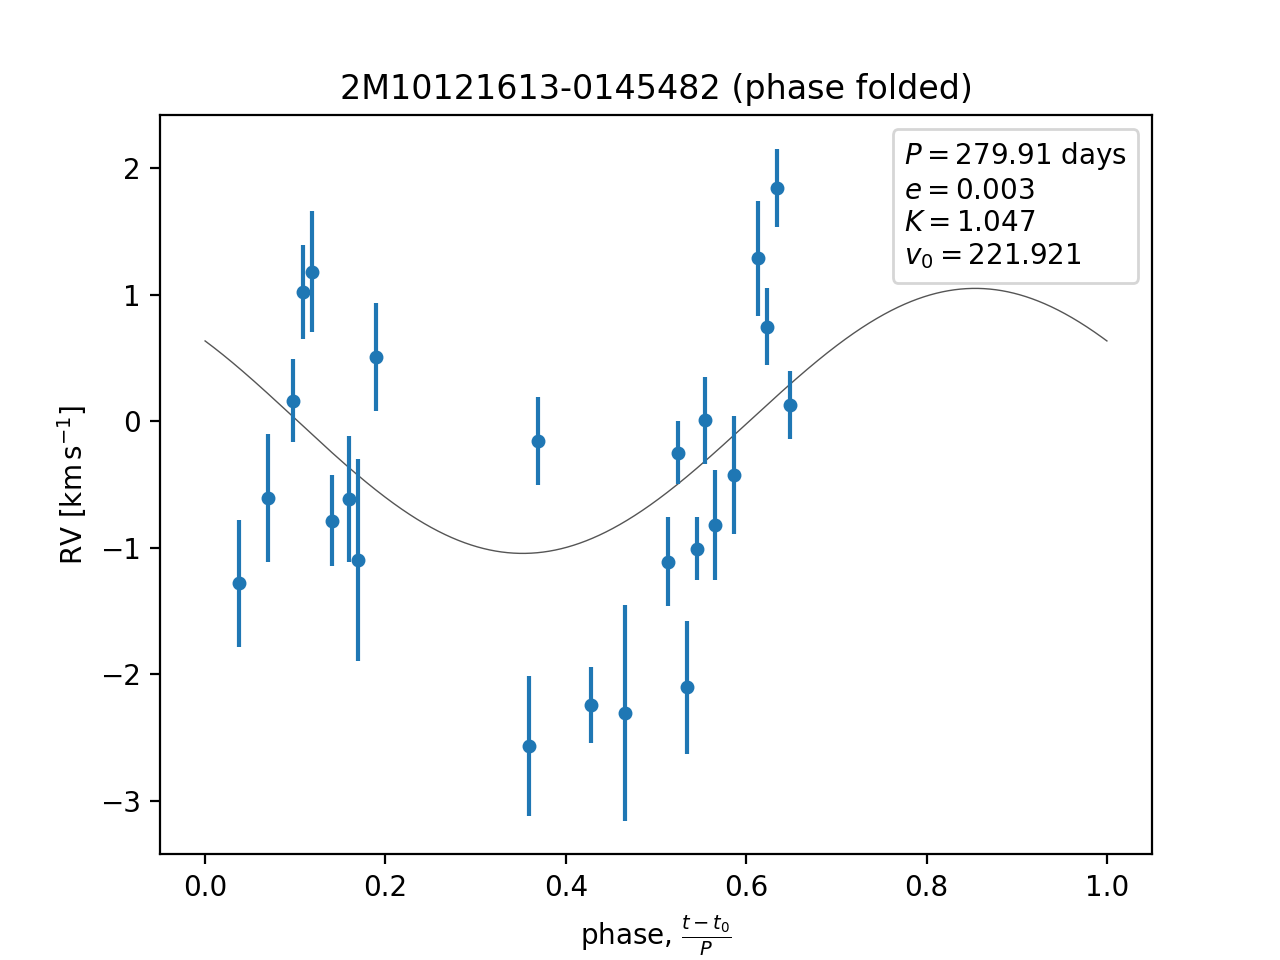 2M10121613-0145482 (phase folded)
P = 279.91 days
e = 0.003
K = 1.047
v₀ = 221.921
RV [km s⁻¹]
2
1
0
−1
−2
−3
0.0 0.2 0.4 0.6 0.8 1.0
phase, (t − t₀)/P